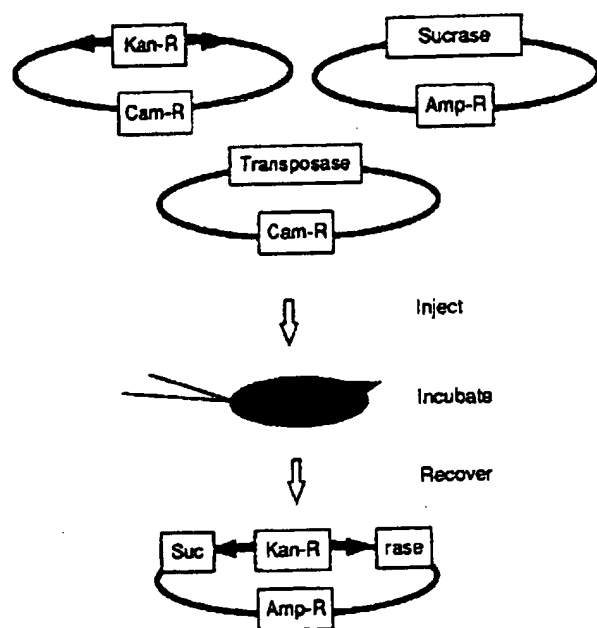 Kan-R
Cam-R
Sucrase
Amp-R
Transposase
Cam-R
Inject
Incubate
Recover
Suc
Kan-R
rase
Amp-R